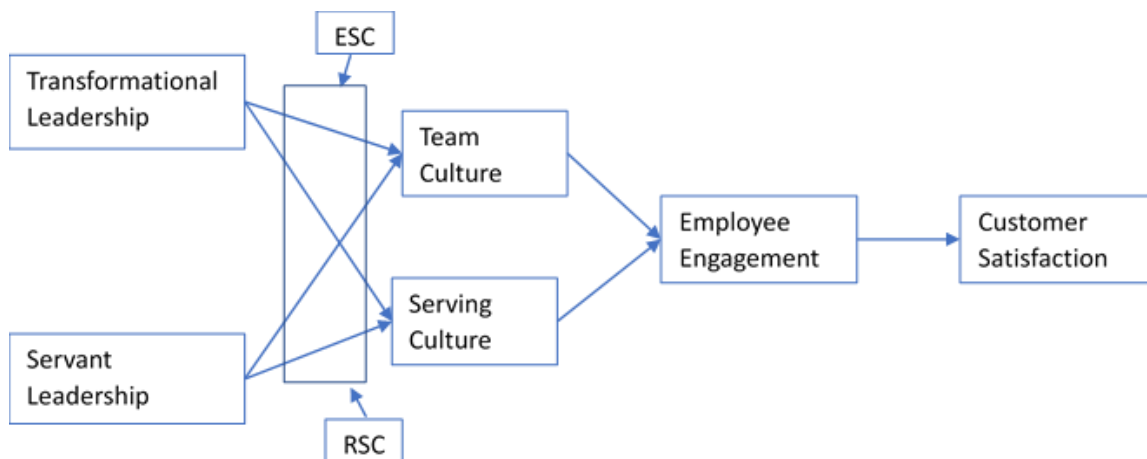 ESC
Transformational
Leadership
Team
Culture
Employee
Engagement
Customer
Satisfaction
Serving
Culture
Servant
Leadership
RSC